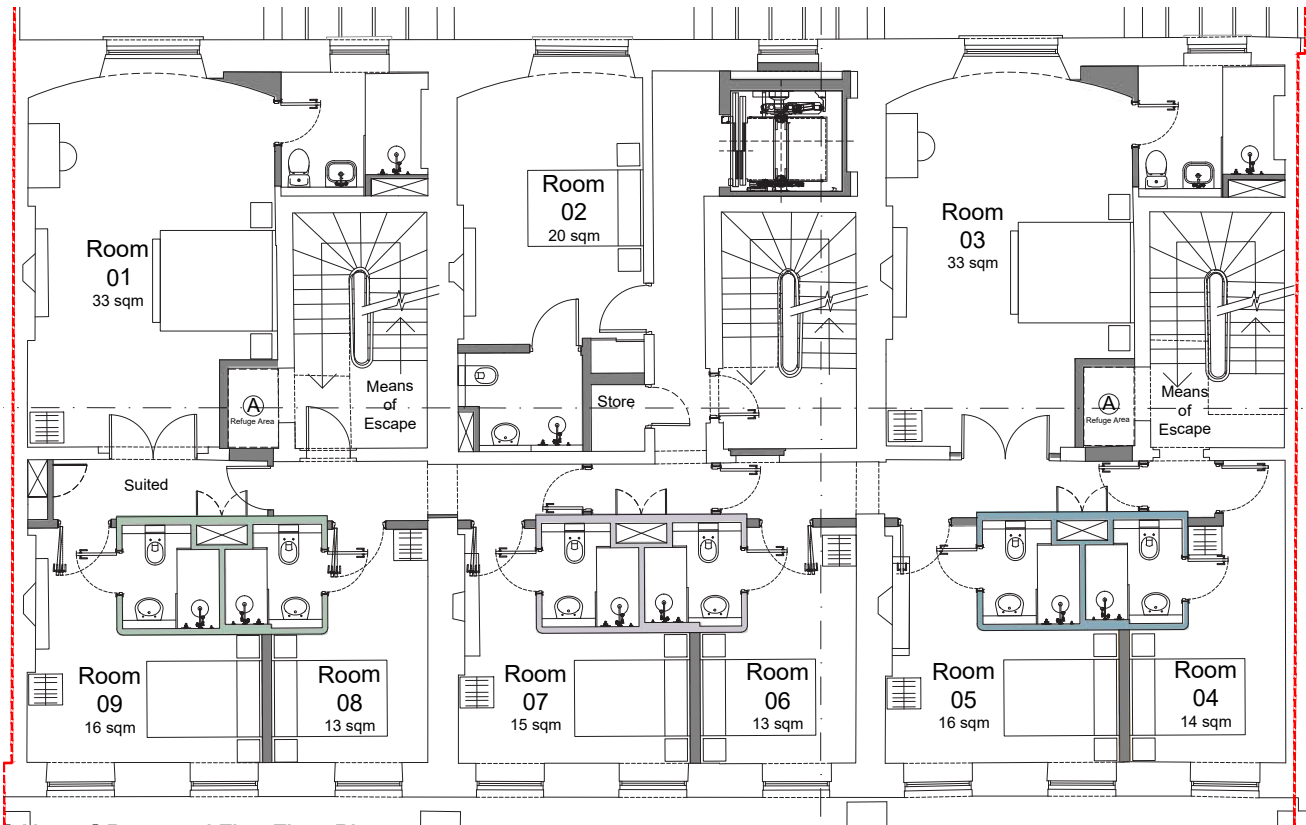 Room
01
33 sqm
Room
02
20 sqm
Room
03
33 sqm
Means
of
Escape
A
Refuge Area
Store
Means
of
Escape
A
Refuge Area
Suited
Room
09
16 sqm
Room
08
13 sqm
Room
07
15 sqm
Room
06
13 sqm
Room
05
16 sqm
Room
04
14 sqm